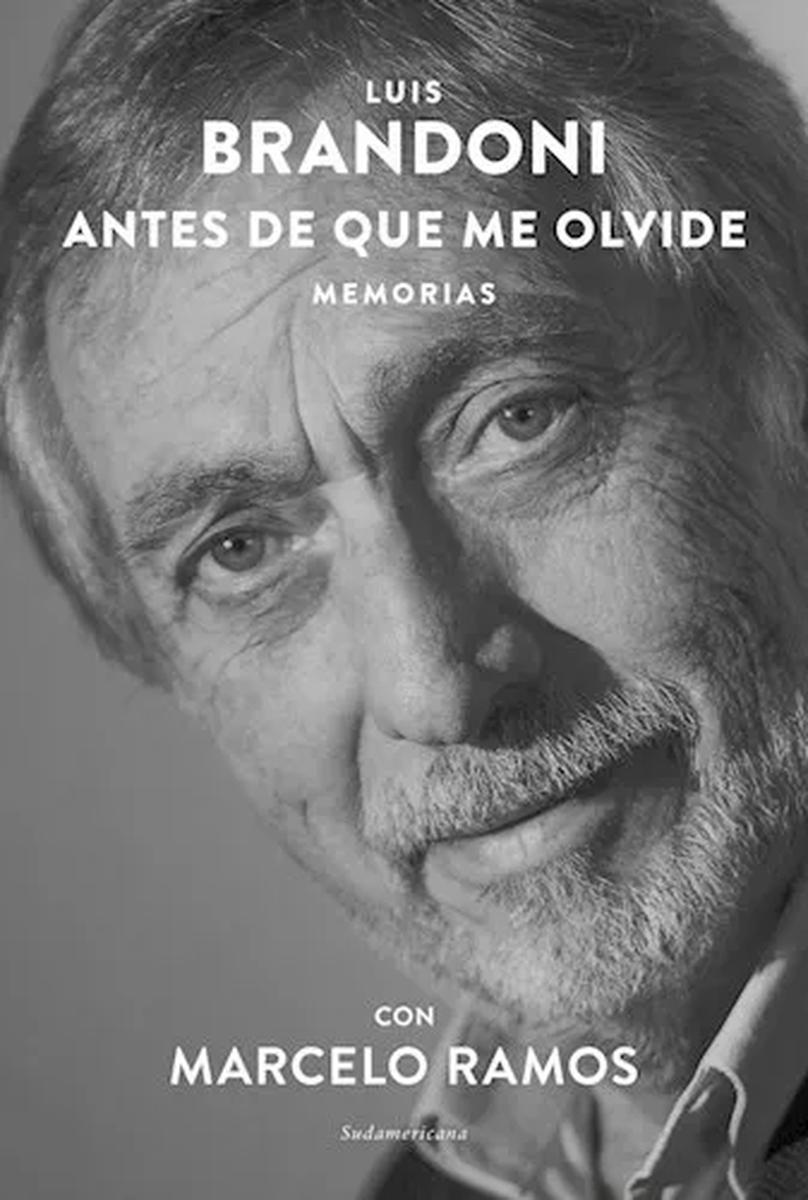 LUIS
BRANDONI
ANTES DE QUE ME OLVIDE
MEMORIAS
CON
MARCELO RAMOS
Sudamericana